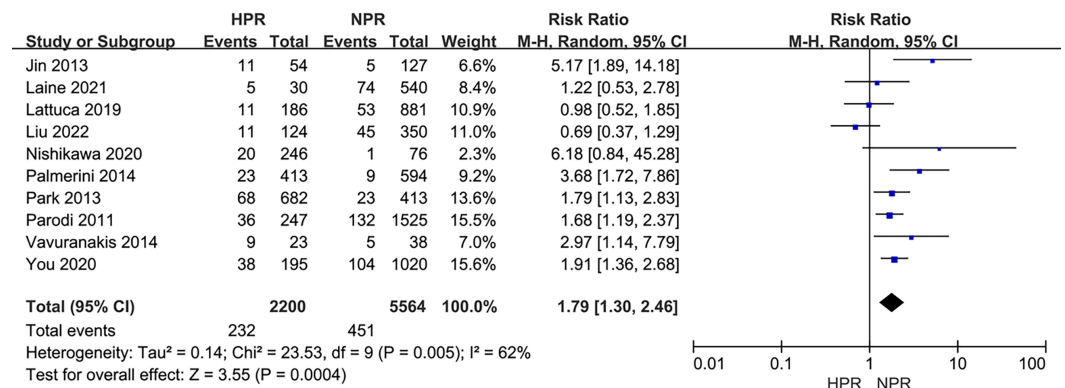 HPR NPR Risk Ratio Risk Ratio
Study or Subgroup Events Total Events Total Weight M-H, Random, 95% CI M-H, Random, 95% CI
Jin 2013 11 54 5 127 6.6% 5.17 [1.89, 14.18]
Laine 2021 5 30 74 540 8.4% 1.22 [0.53, 2.78]
Lattuca 2019 11 186 53 881 10.9% 0.98 [0.52, 1.85]
Liu 2022 11 124 45 350 11.0% 0.69 [0.37, 1.29]
Nishikawa 2020 20 246 1 76 2.3% 6.18 [0.84, 45.28]
Palmerini 2014 23 413 9 594 9.2% 3.68 [1.72, 7.86]
Park 2013 68 682 23 413 13.6% 1.79 [1.13, 2.83]
Parodi 2011 36 247 132 1525 15.5% 1.68 [1.19, 2.37]
Vavuranakis 2014 9 23 5 38 7.0% 2.97 [1.14, 7.79]
You 2020 38 195 104 1020 15.6% 1.91 [1.36, 2.68]
Total (95% CI) 2200 5564 100.0% 1.79 [1.30, 2.46]
Total events 232 451
Heterogeneity: Tau² = 0.14; Chi² = 23.53, df = 9 (P = 0.005); I² = 62%
Test for overall effect: Z = 3.55 (P = 0.0004)
0.01 0.1 1 10 100
HPR NPR